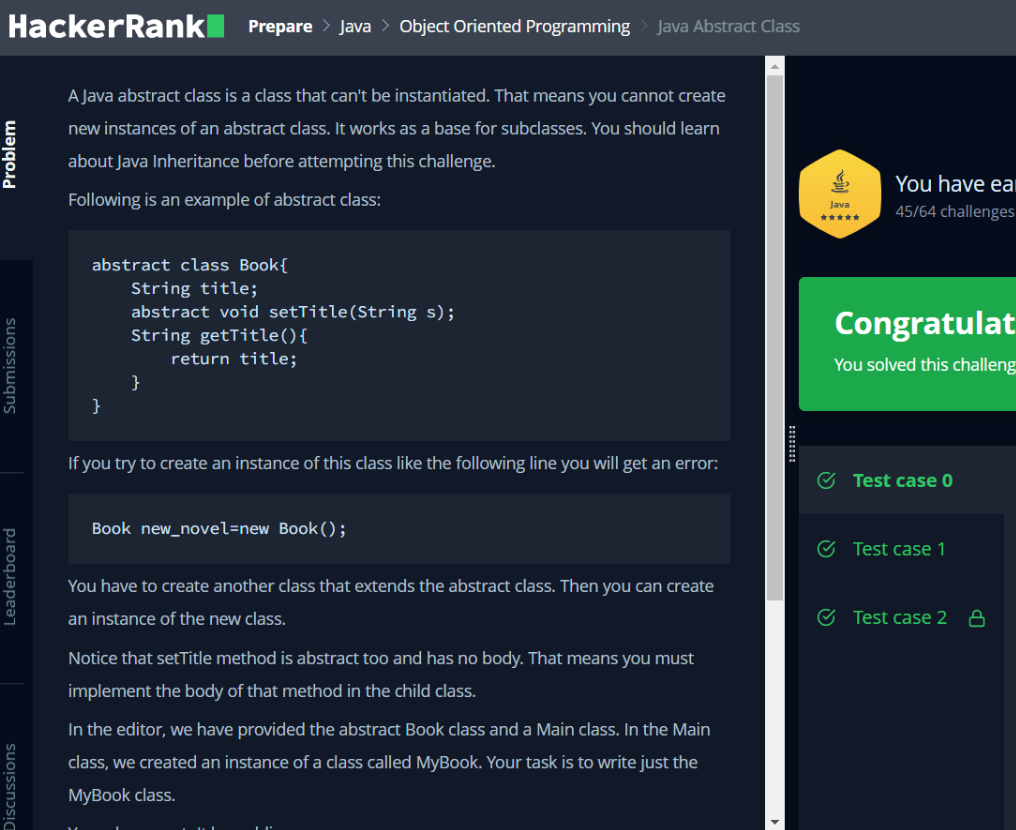 HackerRank Prepare > Java > Object Oriented Programming > Java Abstract Class
Problem
Submissions
Leaderboard
Discussions
A Java abstract class is a class that can't be instantiated. That means you cannot create
new instances of an abstract class. It works as a base for subclasses. You should learn
about Java Inheritance before attempting this challenge.
Following is an example of abstract class:
abstract class Book{
    String title;
    abstract void setTitle(String s);
    String getTitle(){
        return title;
    }
}
If you try to create an instance of this class like the following line you will get an error:
Book new_novel=new Book();
You have to create another class that extends the abstract class. Then you can create
an instance of the new class.
Notice that setTitle method is abstract too and has no body. That means you must
implement the body of that method in the child class.
In the editor, we have provided the abstract Book class and a Main class. In the Main
class, we created an instance of a class called MyBook. Your task is to write just the
MyBook class.
Java
You have ear
45/64 challenges
Congratulat
You solved this challeng
Test case 0
Test case 1
Test case 2